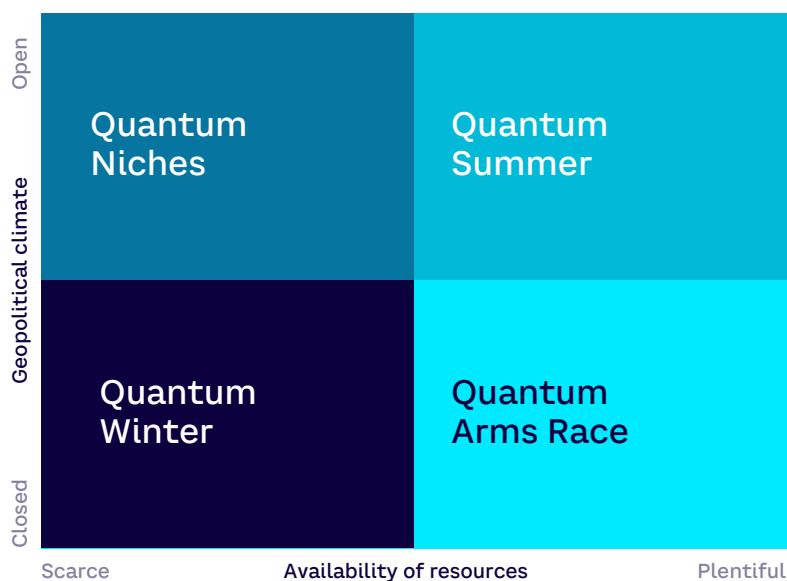 Open
Quantum
Niches
Quantum
Summer
Geopolitical climate
Quantum
Winter
Quantum
Arms Race
Closed
Scarce
Availability of resources
Plentiful